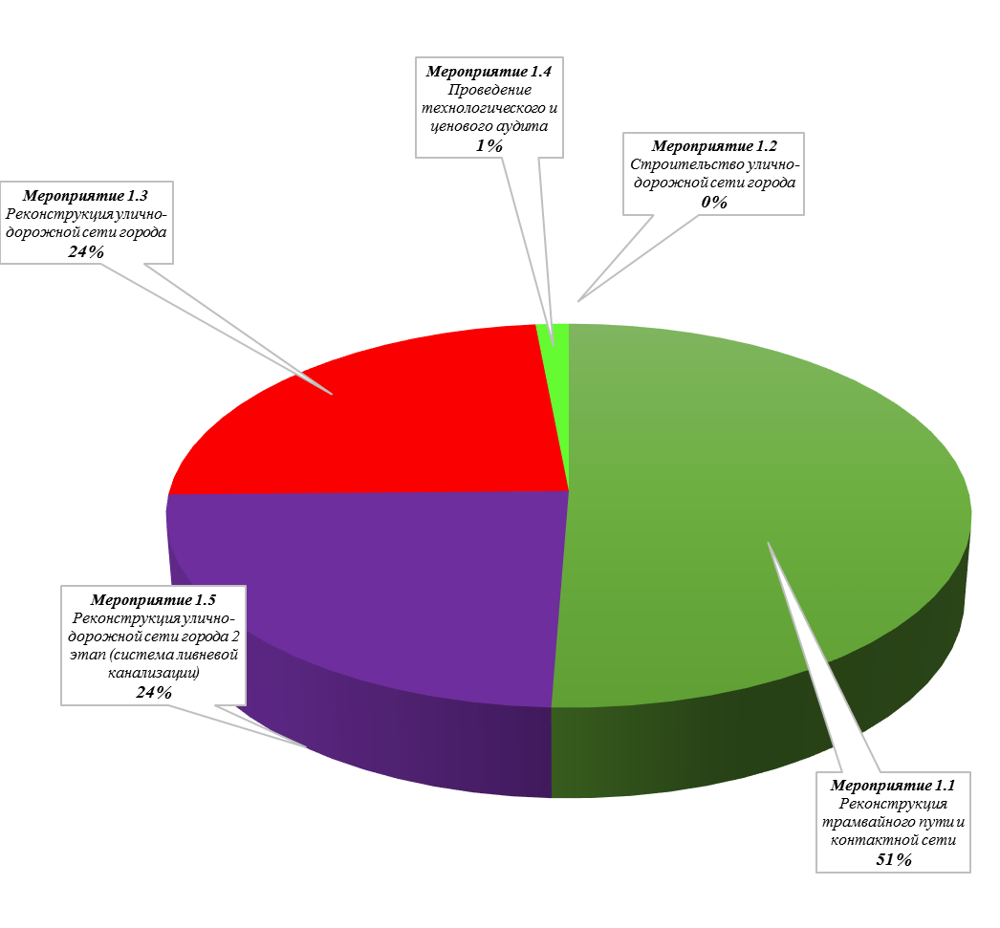 Мероприятие 1.4
Проведение
технологического и
ценового аудита
1%
Мероприятие 1.2
Строительство улично-
дорожной сети города
0%
Мероприятие 1.3
Реконструкция улично-
дорожной сети города
24%
Мероприятие 1.5
Реконструкция улично-
дорожной сети города 2
этап (система ливневой
канализации)
24%
Мероприятие 1.1
Реконструкция
трамвайного пути и
контактной сети
51%